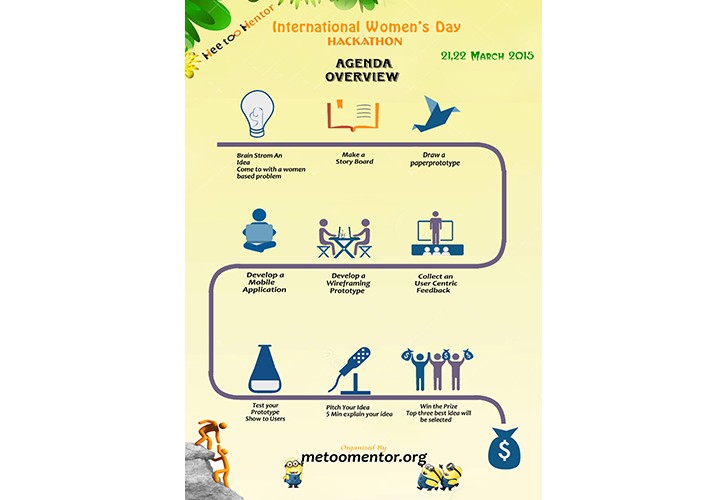 Mee too Mentor
International Women's Day
HACKATHON
21,22 March 2015
AGENDA
OVERVIEW
Brain Strom An
Idea
Come to with a women
based problem
Make a
Story Board
Draw a
paperprototype
Develop a
Mobile
Application
Develop a
Wireframing
Prototype
Collect an
User Centric
Feedback
Test your
Prototype
Show to Users
Pitch Your Idea
5 Min explain your idea
Win the Prize
Top three best idea will
be selected
$
Organized By
metoomentor.org